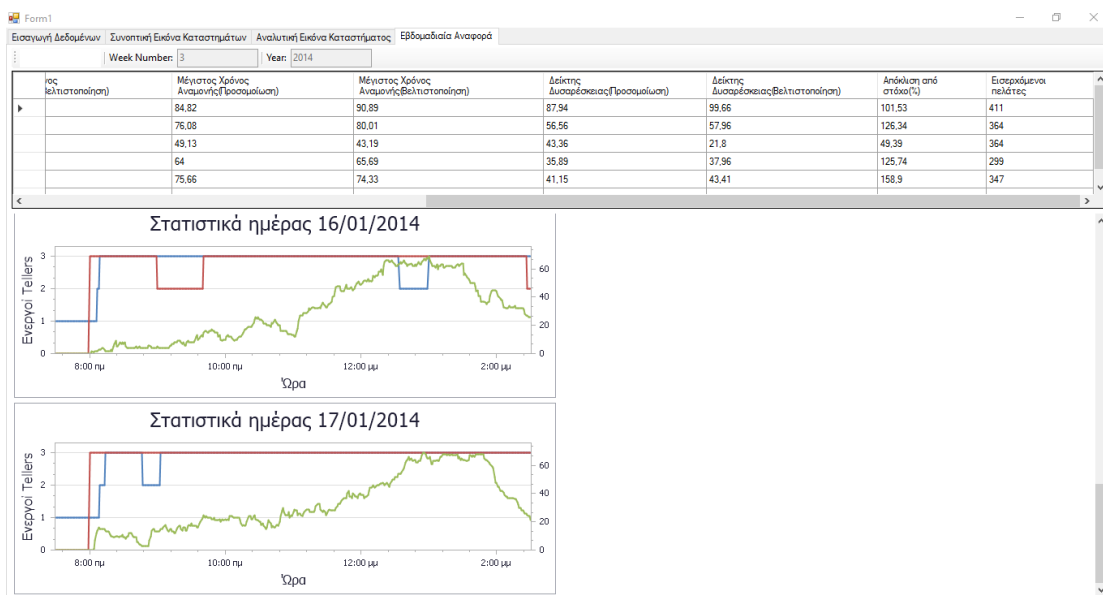 Form1
Εισαγωγή Δεδομένων Συνοπτική Εικόνα Καταστημάτων Αναλυτική Εικόνα Καταστήματος Εβδομαδιαία Αναφορά
Week Number: 3 Year: 2014
νος Μέγιστος Χρόνος Μέγιστος Χρόνος Δείκτης Δείκτης Απόκλιση από Εισερχόμενοι
Βελτιστοποίηση) Αναμονής(Προσομοίωση) Αναμονής(Βελτιστοποίηση) Δυσαρέσκειας(Προσομοίωση) Δυσαρέσκειας(Βελτιστοποίηση) στόχο(%) πελάτες
84,82 90,89 87,94 99,66 101,53 411
76,08 80,01 56,56 57,96 126,34 364
49,13 43,19 43,36 21,8 49,39 364
64 65,69 35,89 37,96 125,74 299
75,66 74,33 41,15 43,41 158,9 347
Στατιστικά ημέρας 16/01/2014
Ενεργοί Tellers
3
60
2
40
1
20
0 0
8:00 πμ 10:00 πμ 12:00 μμ 2:00 μμ
Ώρα
Στατιστικά ημέρας 17/01/2014
Ενεργοί Tellers
3
60
2
40
1
20
0 0
8:00 πμ 10:00 πμ 12:00 μμ 2:00 μμ
Ώρα